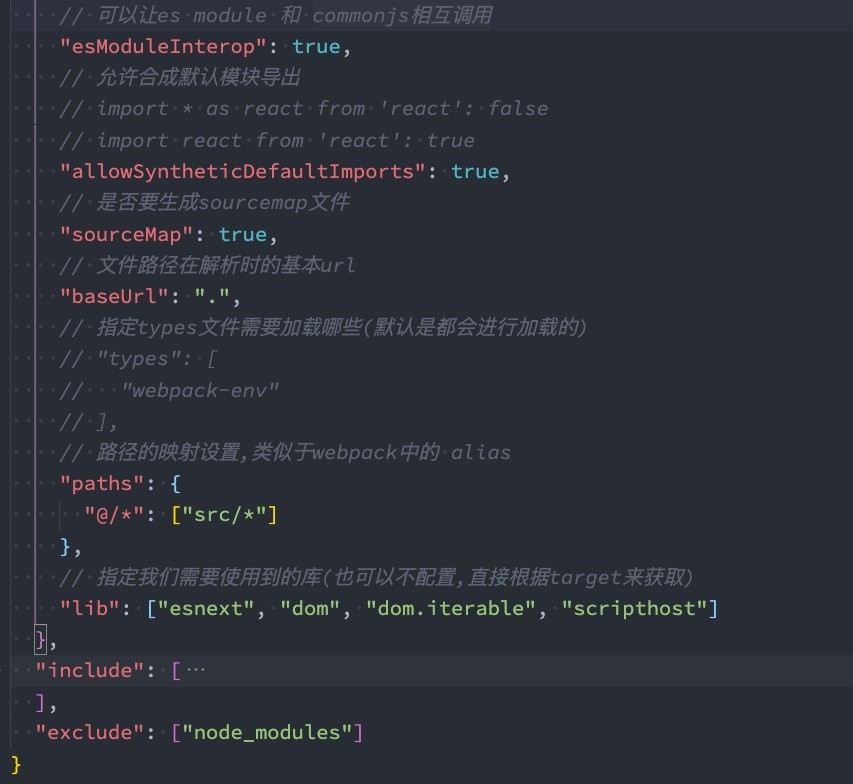 // 可以让es module 和 commonjs相互调用
"esModuleInterop": true,
// 允许合成默认模块导出
// import * as react from 'react': false
// import react from 'react': true
"allowSyntheticDefaultImports": true,
// 是否要生成sourcemap文件
"sourceMap": true,
// 文件路径在解析时的基本url
"baseUrl": ".",
// 指定types文件需要加载哪些(默认是都会进行加载的)
// "types": [
//   "webpack-env"
// ],
// 路径的映射设置,类似于webpack中的 alias
"paths": {
"@/*": ["src/*"]
},
// 指定我们需要使用到的库(也可以不配置,直接根据target来获取)
"lib": ["esnext", "dom", "dom.iterable", "scripthost"]
},
"include": [ ···
],
"exclude": ["node_modules"]
}